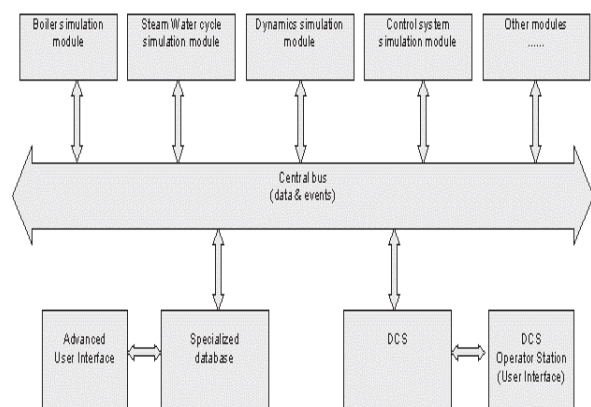 Boiler simulation
module
Steam Water cycle
simulation module
Dynamics simulation
module
Control system
simulation module
Other modules
......
Central bus
(data & events)
Advanced
User Interface
Specialized
database
DCS
DCS
Operator Station
(User Interface)